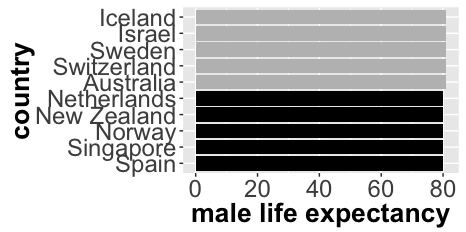 Iceland
Israel
Sweden
Switzerland
Australia
Netherlands
New Zealand
Norway
Singapore
Spain
country
0 20 40 60 80
male life expectancy